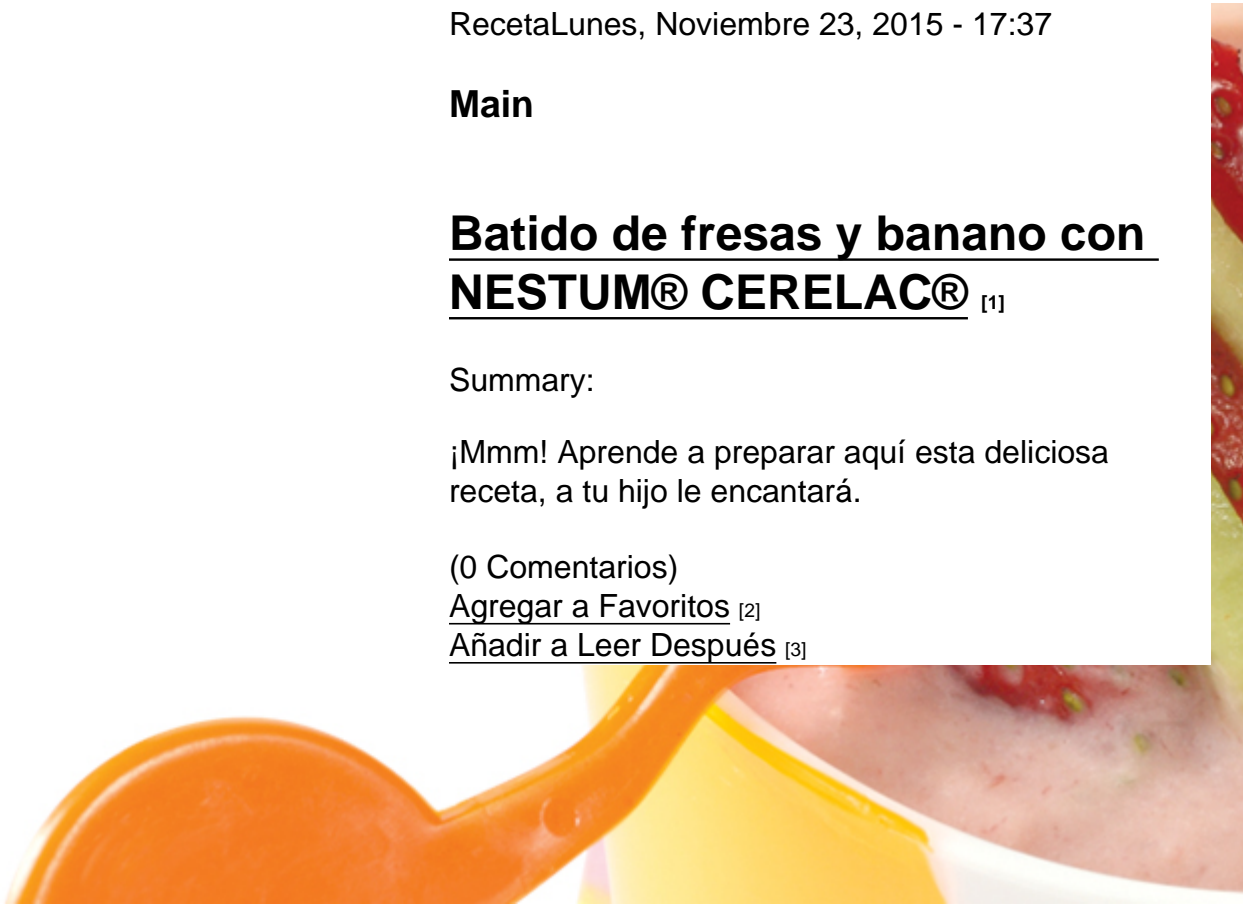 RecetaLunes, Noviembre 23, 2015 - 17:37
Main
Batido de fresas y banano con
NESTUM® CERELAC® [1]
Summary:
¡Mmm! Aprende a preparar aquí esta deliciosa
receta, a tu hijo le encantará.
(0 Comentarios)
Agregar a Favoritos [2]
Añadir a Leer Después [3]